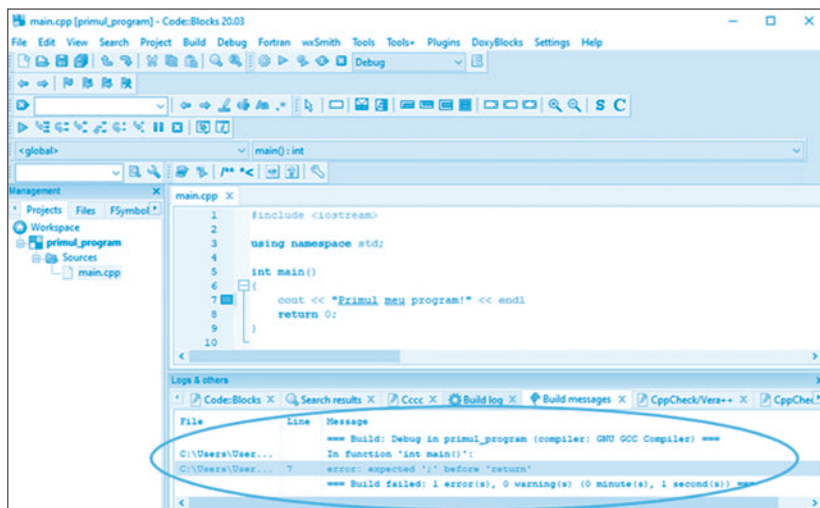 main.cpp [primul_program] - Code::Blocks 20.03
File Edit View Search Project Build Debug Fortran wxSmith Tools Tools+ Plugins DoxyBlocks Settings Help
Debug
S C
<global> main() : int
/** *<
Management
Projects Files FSymbol
Workspace
primul_program
Sources
main.cpp
main.cpp
1 #include <iostream>
2
3 using namespace std;
4
5 int main()
6 {
7 cout << "Primul meu program!" << endl
8 return 0;
9 }
10
Logs & others
Code::Blocks Search results Cccc Build log Build messages CppCheck/Vera++ CppChec
File Line Message
=== Build: Debug in primul_program (compiler: GNU GCC Compiler) ===
C:\Users\User... In function 'int main()':
C:\Users\User... 7 error: expected ';' before 'return'
=== Build failed: 1 error(s), 0 warning(s) (0 minute(s), 1 second(s)) ===